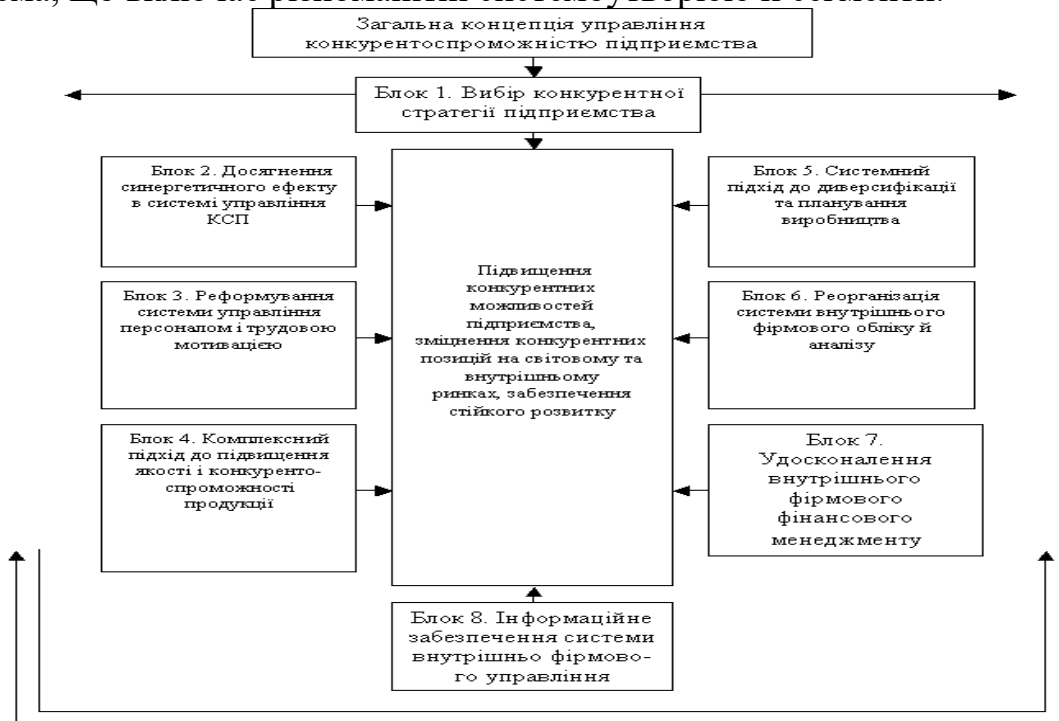 Загальна концепція управління
конкурентоспроможністю підприємства
Блок 1. Вибір конкурентної
стратегії підприємства
Блок 2. Досягнення
синергетичного ефекту
в системі управління
КСП
Блок 3. Реформування
системи управління
персоналом і трудовою
мотивацією
Блок 4. Комплексний
підхід до підвищення
якості і конкуренто-
спроможності
продукції
Підвищення
конкурентних
можливостей
підприємства,
зміцнення конкурентних
позицій на світовому та
внутрішньому
ринках, забезпечення
стійкого розвитку
Блок 5. Системний
підхід до диверсифікації
та планування
виробництва
Блок 6. Реорганізація
системи внутрішнього
фірмового обліку й
аналізу
Блок 7.
Удосконалення
внутрішнього
фірмового
фінансового
менеджменту
Блок 8. Інформаційне
забезпечення системи
внутрішньо фірмово-
го управління